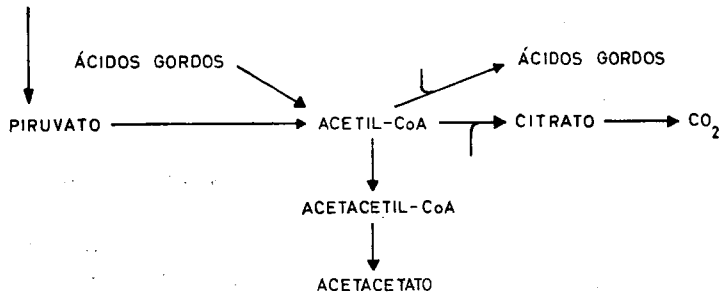 ÁCIDOS GORDOS
ÁCIDOS GORDOS
PIRUVATO
ACETIL-CoA
CITRATO
CO₂
ACETACETIL-CoA
ACETACETATO